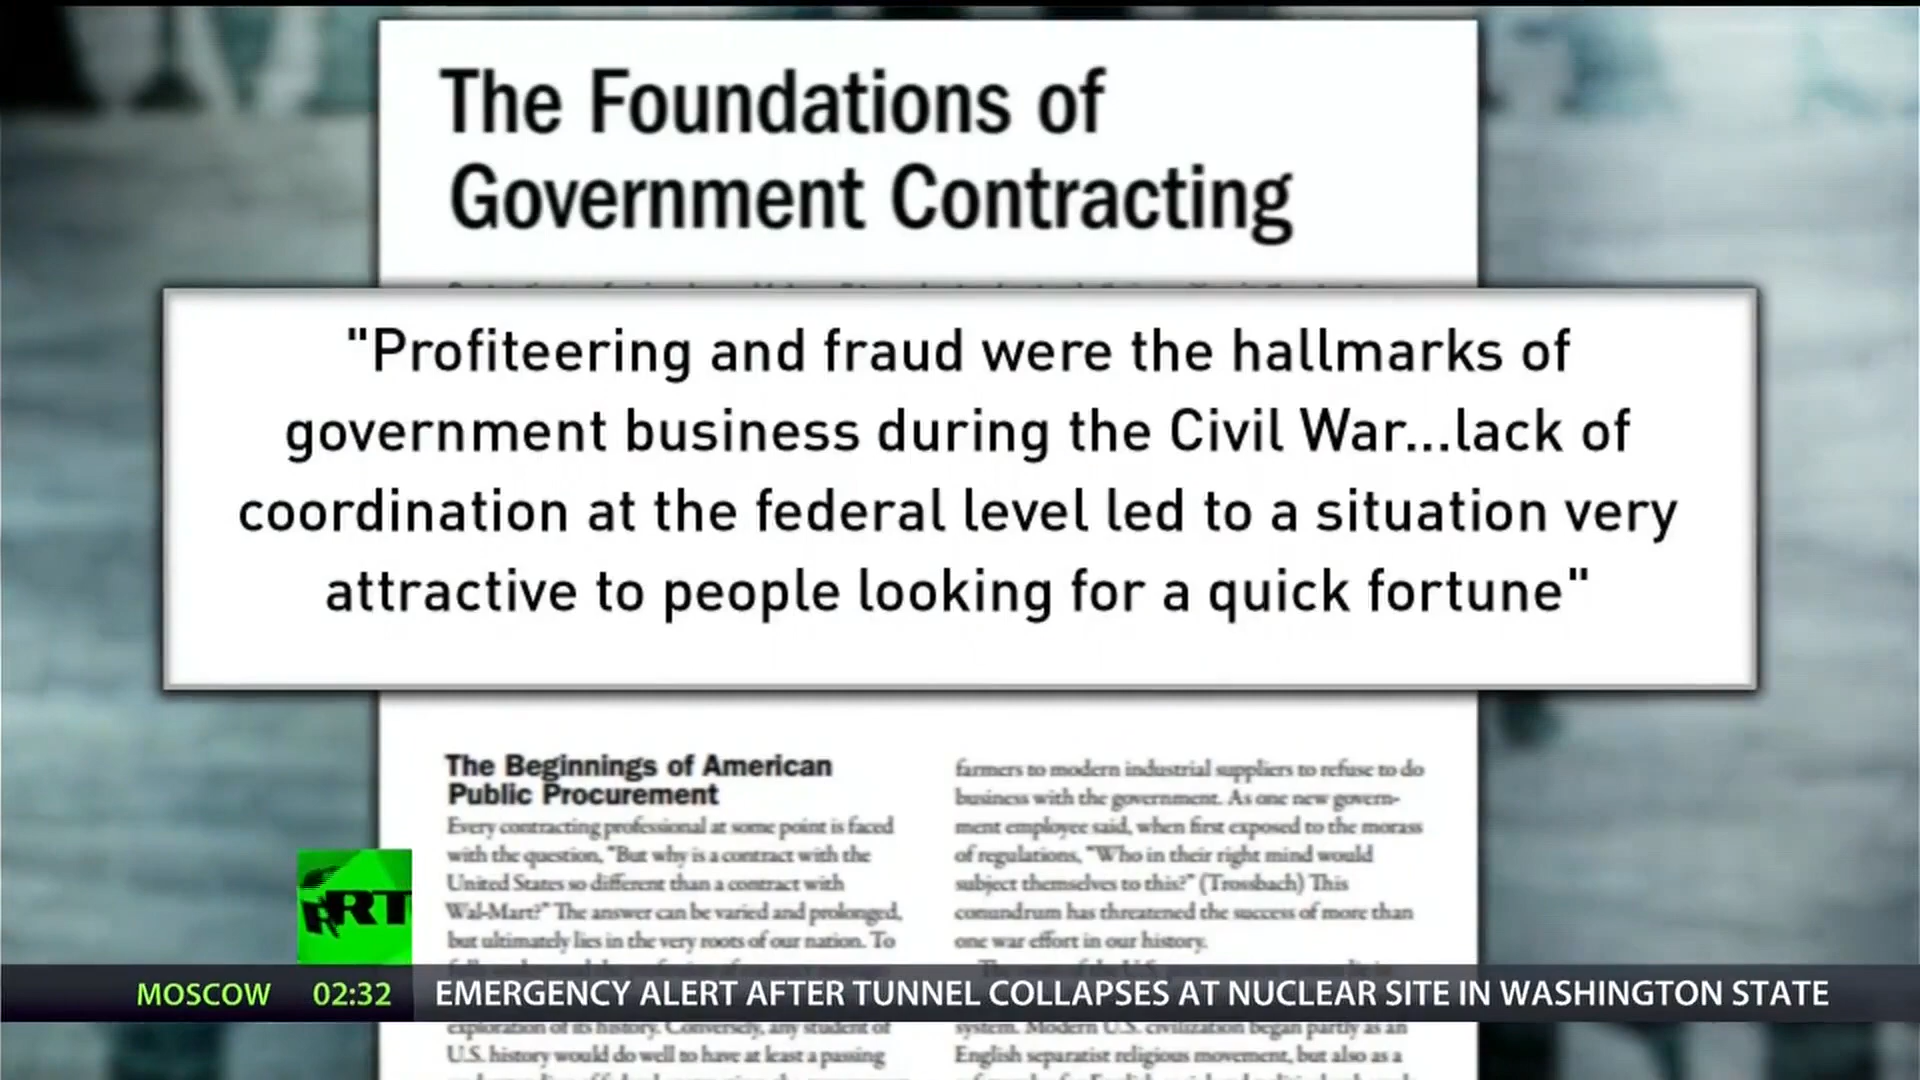 The Foundations of
Government Contracting
"Profiteering and fraud were the hallmarks of
government business during the Civil War...lack of
coordination at the federal level led to a situation very
attractive to people looking for a quick fortune"
The Beginnings of American
Public Procurement
Every contracting professional at some point is faced
with the question, "But why is a contract with the
United States so different than a contract with
Wal-Mart?" The answer can be varied and prolonged,
but ultimately lies in the very roots of our nation. To
exploration of its history. Conversely, any student of
U.S. history would do well to have at least a passing
farmers to modern industrial suppliers to refuse to do
business with the government. As one new govern-
ment employee said, when first exposed to the morass
of regulations, "Who in their right mind would
subject themselves to this?" (Trossbach) This
conundrum has threatened the success of more than
one war effort in our history.
system. Modern U.S. civilization began partly as an
English separatist religious movement, but also as a
RT
MOSCOW 02:32 EMERGENCY ALERT AFTER TUNNEL COLLAPSES AT NUCLEAR SITE IN WASHINGTON STATE